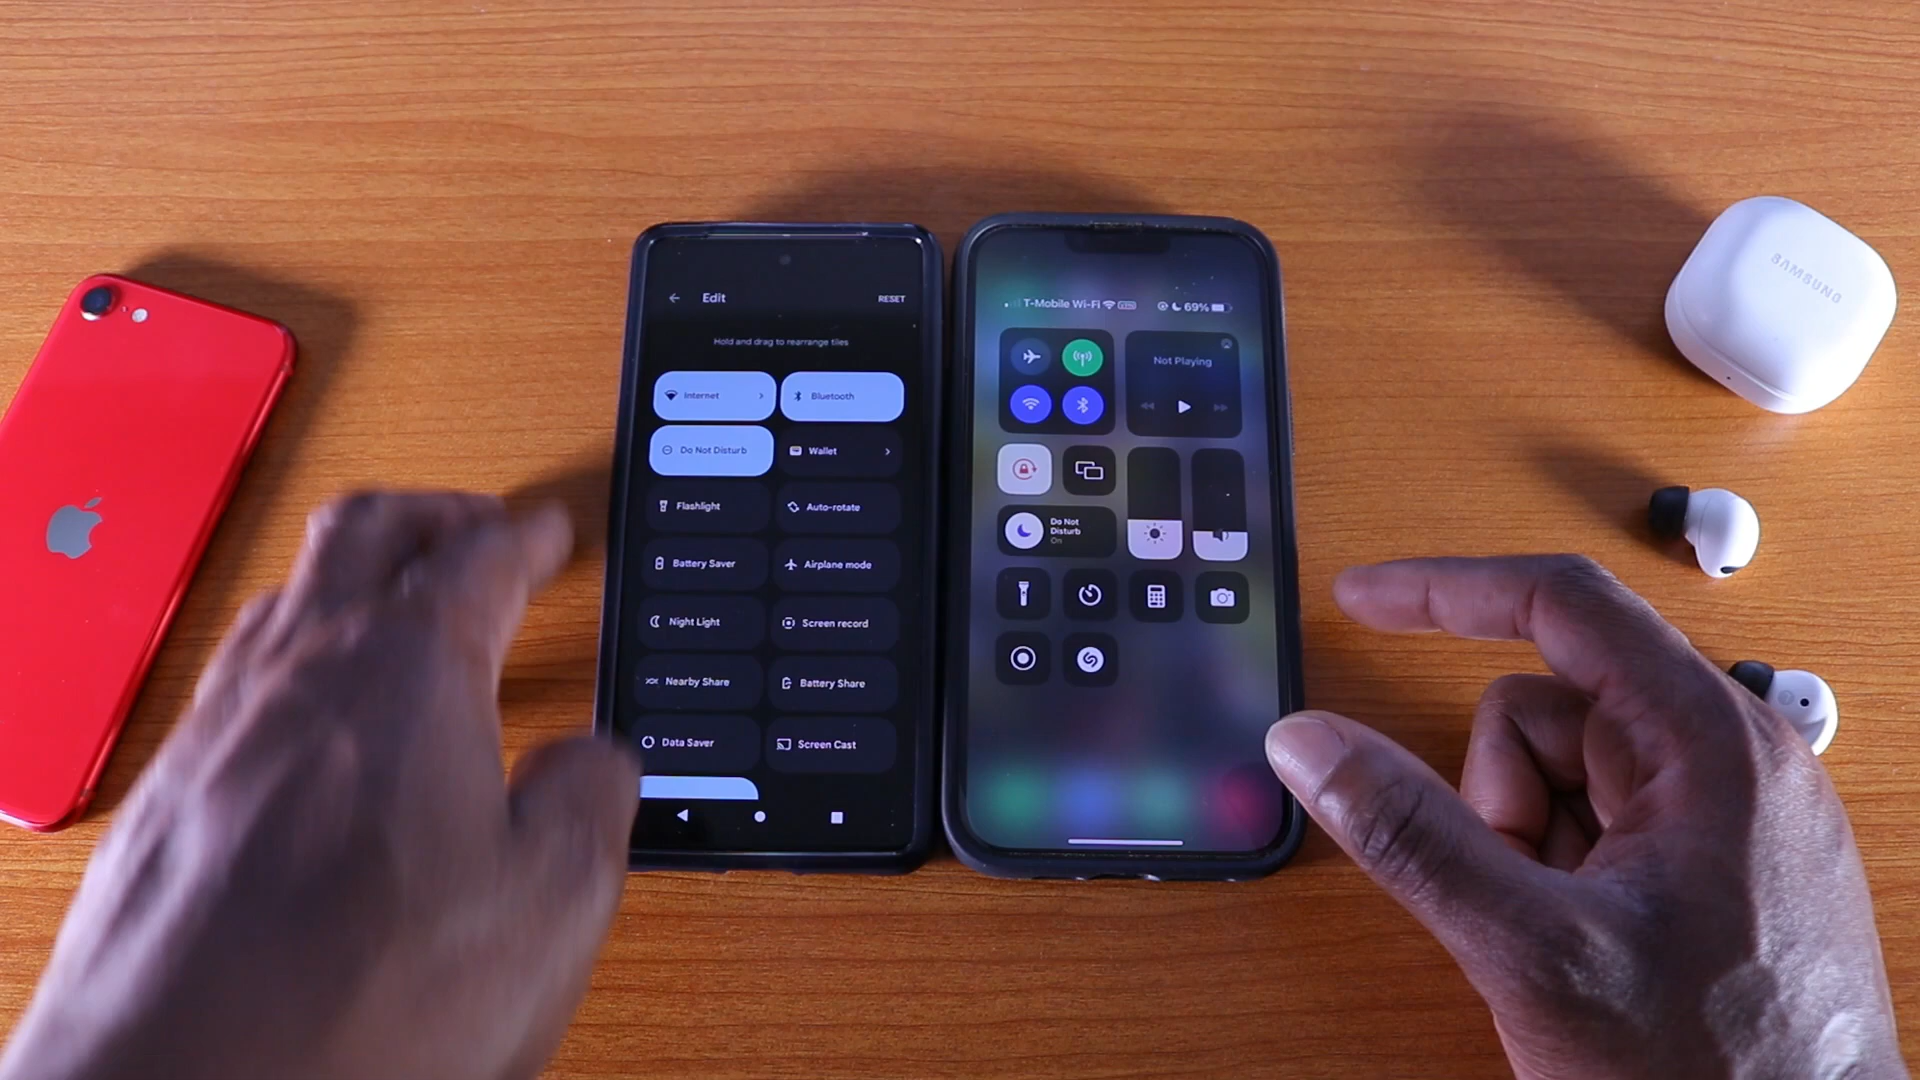 Edit
RESET
Hold and drag to rearrange tiles
Internet
Bluetooth
Do Not Disturb
Wallet
Flashlight
Auto-rotate
Battery Saver
Airplane mode
Night Light
Screen record
Nearby Share
Battery Share
Data Saver
Screen Cast
T-Mobile Wi-Fi VPN
69%
Not Playing
Do Not
Disturb
On
SAMSUNG